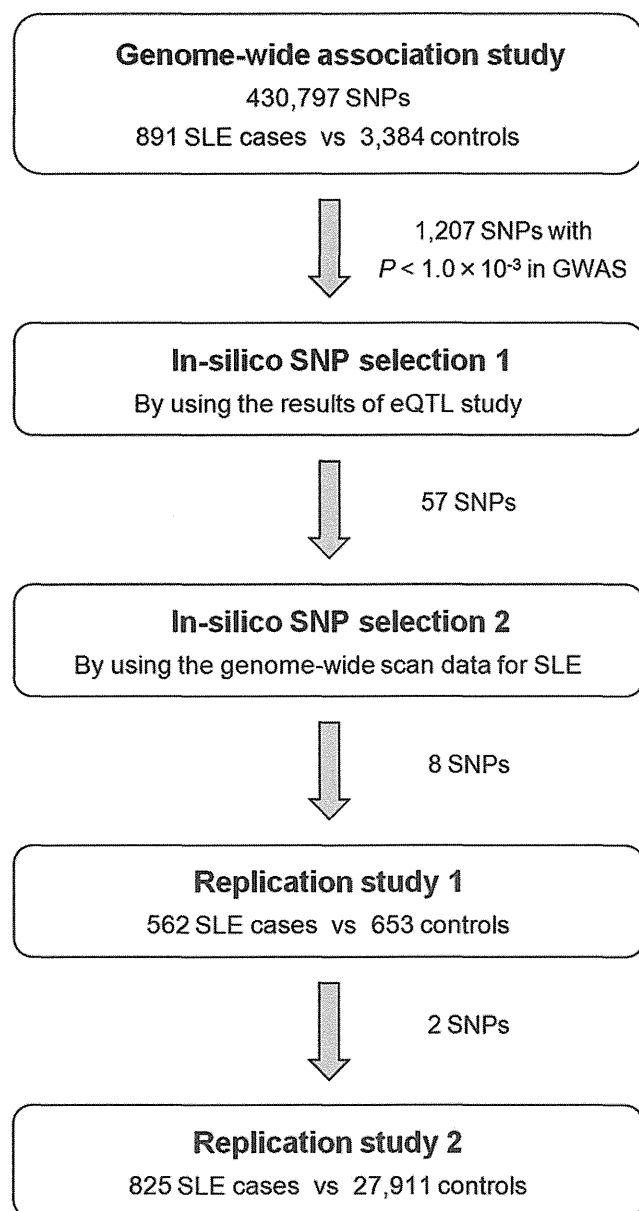 Genome-wide association study
430,797 SNPs
891 SLE cases vs 3,384 controls
1,207 SNPs with
P < 1.0 × 10⁻³ in GWAS
In-silico SNP selection 1
By using the results of eQTL study
57 SNPs
In-silico SNP selection 2
By using the genome-wide scan data for SLE
8 SNPs
Replication study 1
562 SLE cases vs 653 controls
2 SNPs
Replication study 2
825 SLE cases vs 27,911 controls